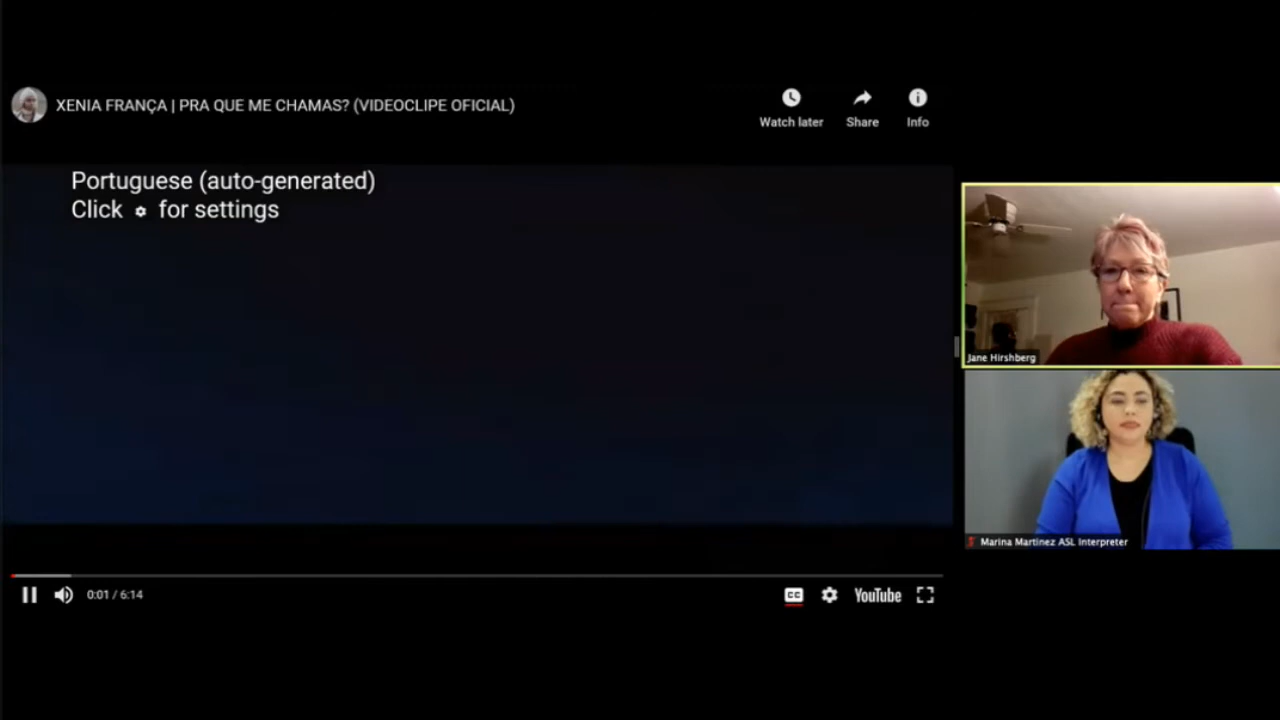 XENIA FRANÇA | PRA QUE ME CHAMAS? (VIDEOCLIPE OFICIAL)
Watch later
Share
Info
Portuguese (auto-generated)
Click for settings
Jane Hirshberg
Marina Martinez ASL Interpreter
0:01 / 6:14
CC
YouTube